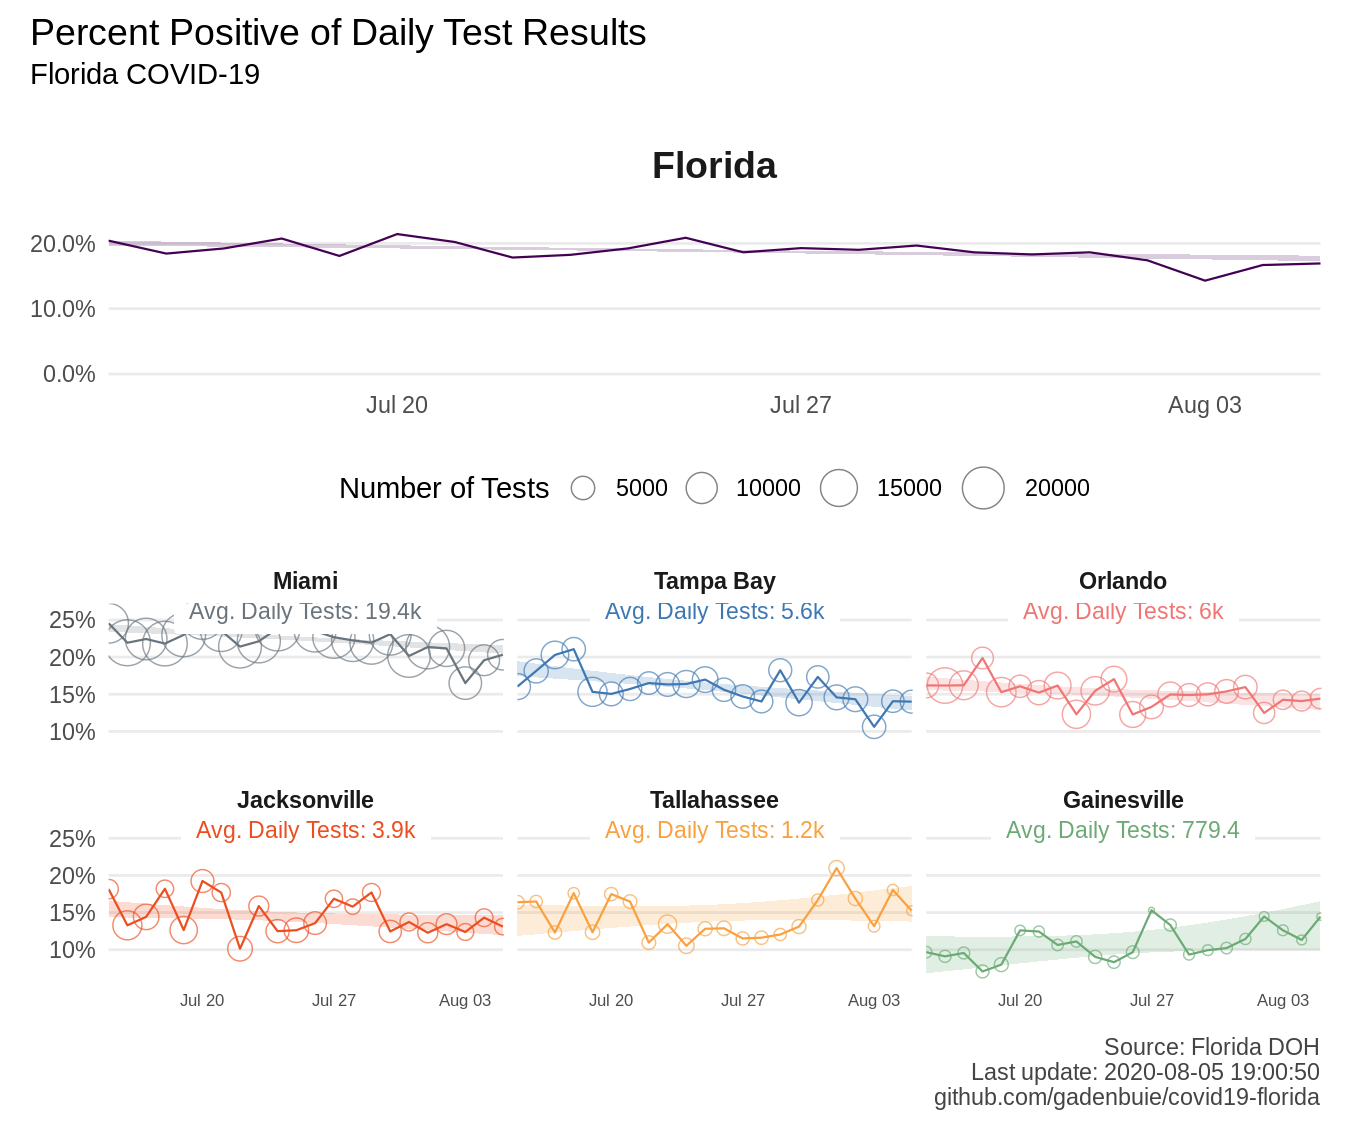 Percent Positive of Daily Test Results
Florida COVID-19
Florida
20.0%
10.0%
0.0%
Jul 20 Jul 27 Aug 03
Number of Tests 5000 10000 15000 20000
Miami Tampa Bay Orlando
Avg. Daily Tests: 19.4k Avg. Daily Tests: 5.6k Avg. Daily Tests: 6k
25%
20%
15%
10%
Jacksonville Tallahassee Gainesville
Avg. Daily Tests: 3.9k Avg. Daily Tests: 1.2k Avg. Daily Tests: 779.4
25%
20%
15%
10%
Jul 20 Jul 27 Aug 03 Jul 20 Jul 27 Aug 03 Jul 20 Jul 27 Aug 03
Source: Florida DOH
Last update: 2020-08-05 19:00:50
github.com/gadenbuie/covid19-florida